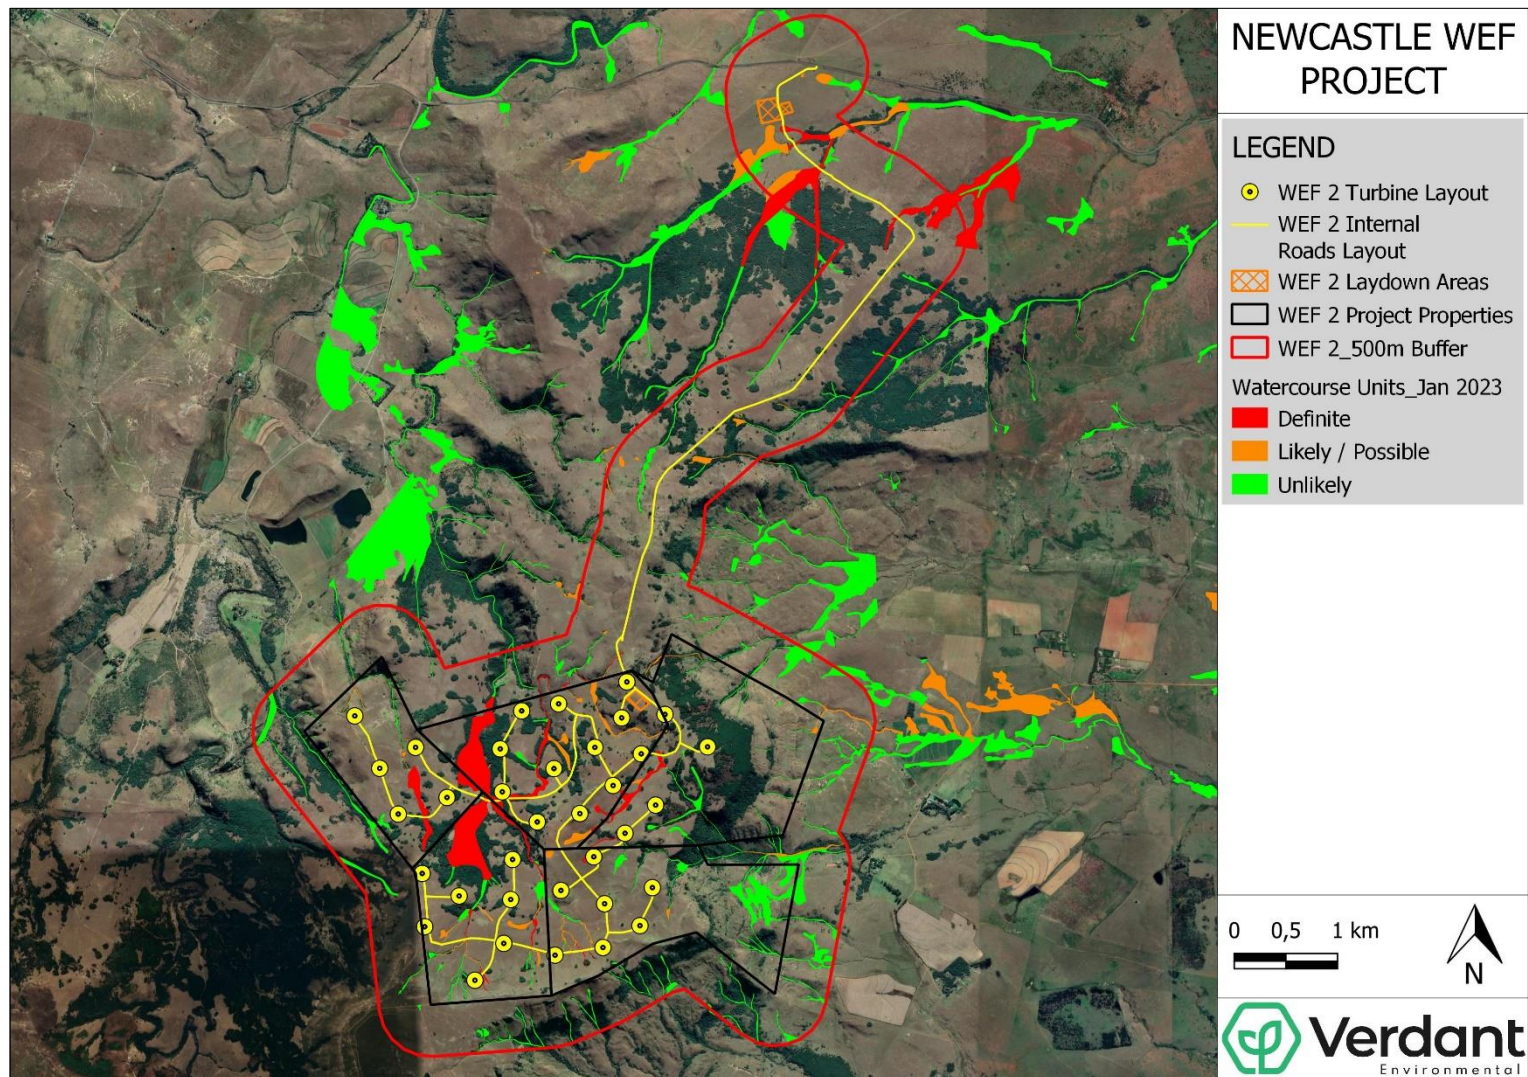 NEWCASTLE WEF
PROJECT
LEGEND
WEF 2 Turbine Layout
WEF 2 Internal
Roads Layout
WEF 2 Laydown Areas
WEF 2 Project Properties
WEF 2_500m Buffer
Watercourse Units_Jan 2023
Definite
Likely / Possible
Unlikely
0 0,5 1 km
N
Verdant
Environmental